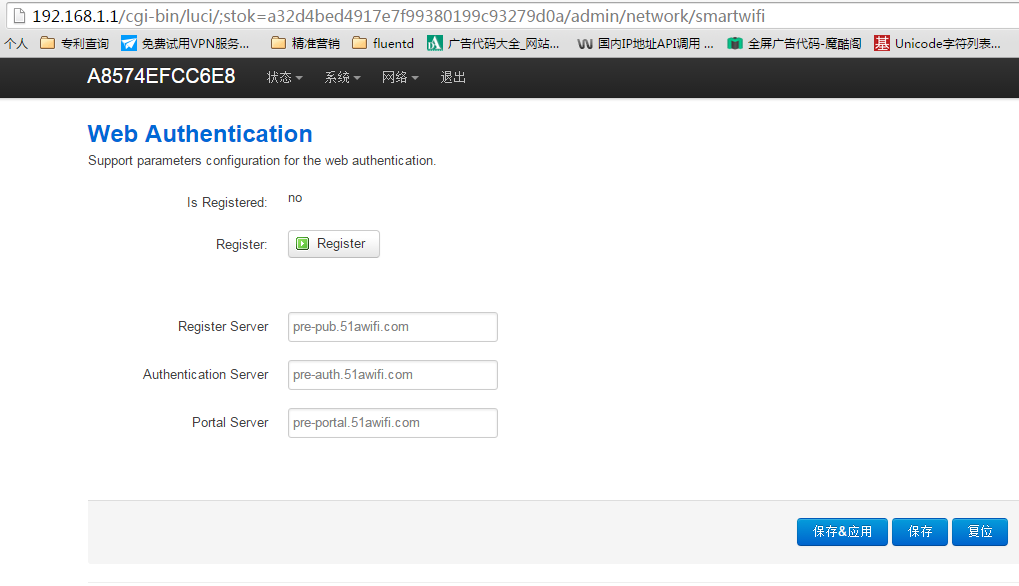 192.168.1.1/cgi-bin/luci/;stok=a32d4bed4917e7f99380199c93279d0a/admin/network/smartwifi
个人 专利查询 免费试用VPN服务... 精准营销 fluentd 广告代码大全_网站... 国内IP地址API调用 ... 全屏广告代码-魔酷阁 基 Unicode字符列表...
A8574EFCC6E8 状态 系统 网络 退出
Web Authentication
Support parameters configuration for the web authentication.
Is Registered: no
Register: Register
Register Server pre-pub.51awifi.com
Authentication Server pre-auth.51awifi.com
Portal Server pre-portal.51awifi.com
保存&应用 保存 复位